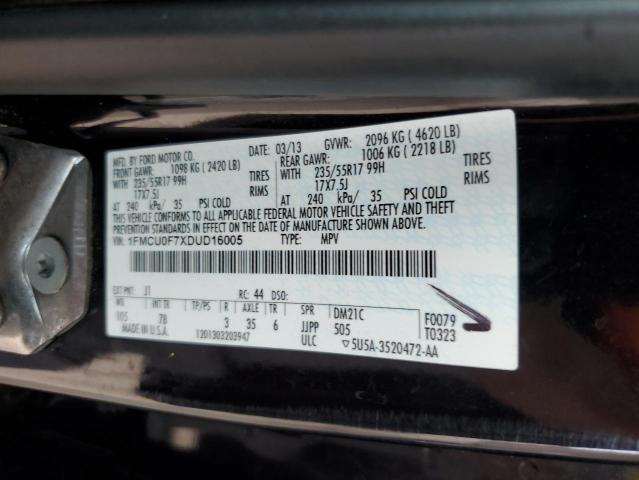 MFD. BY FORD MOTOR CO. DATE: 03/13 GVWR: 2096 KG ( 4620 LB)
FRONT GAWR: 1098 KG ( 2420 LB) REAR GAWR: 1006 KG ( 2218 LB)
WITH 235/55R17 99H TIRES WITH 235/55R17 99H TIRES
17X7.5J RIMS 17X7.5J RIMS
AT 240 kPa/ 35 PSI COLD AT 240 kPa/ 35 PSI COLD
THIS VEHICLE CONFORMS TO ALL APPLICABLE FEDERAL MOTOR VEHICLE SAFETY AND THEFT
PREVENTION STANDARDS IN EFFECT ON THE DATE OF MANUFACTURE SHOWN ABOVE.
1FMCU0F7XDUD16005 TYPE: MPV
EXT PNT: J1 RC: 44 DSO:
WB TP/PS R AXLE TR SPR DM21C F0079
105 7B 3 35 6 JJPP 505 T0323
MADE IN U.S.A. 1201302203947 ULC ▽5U5A-3520472-AA